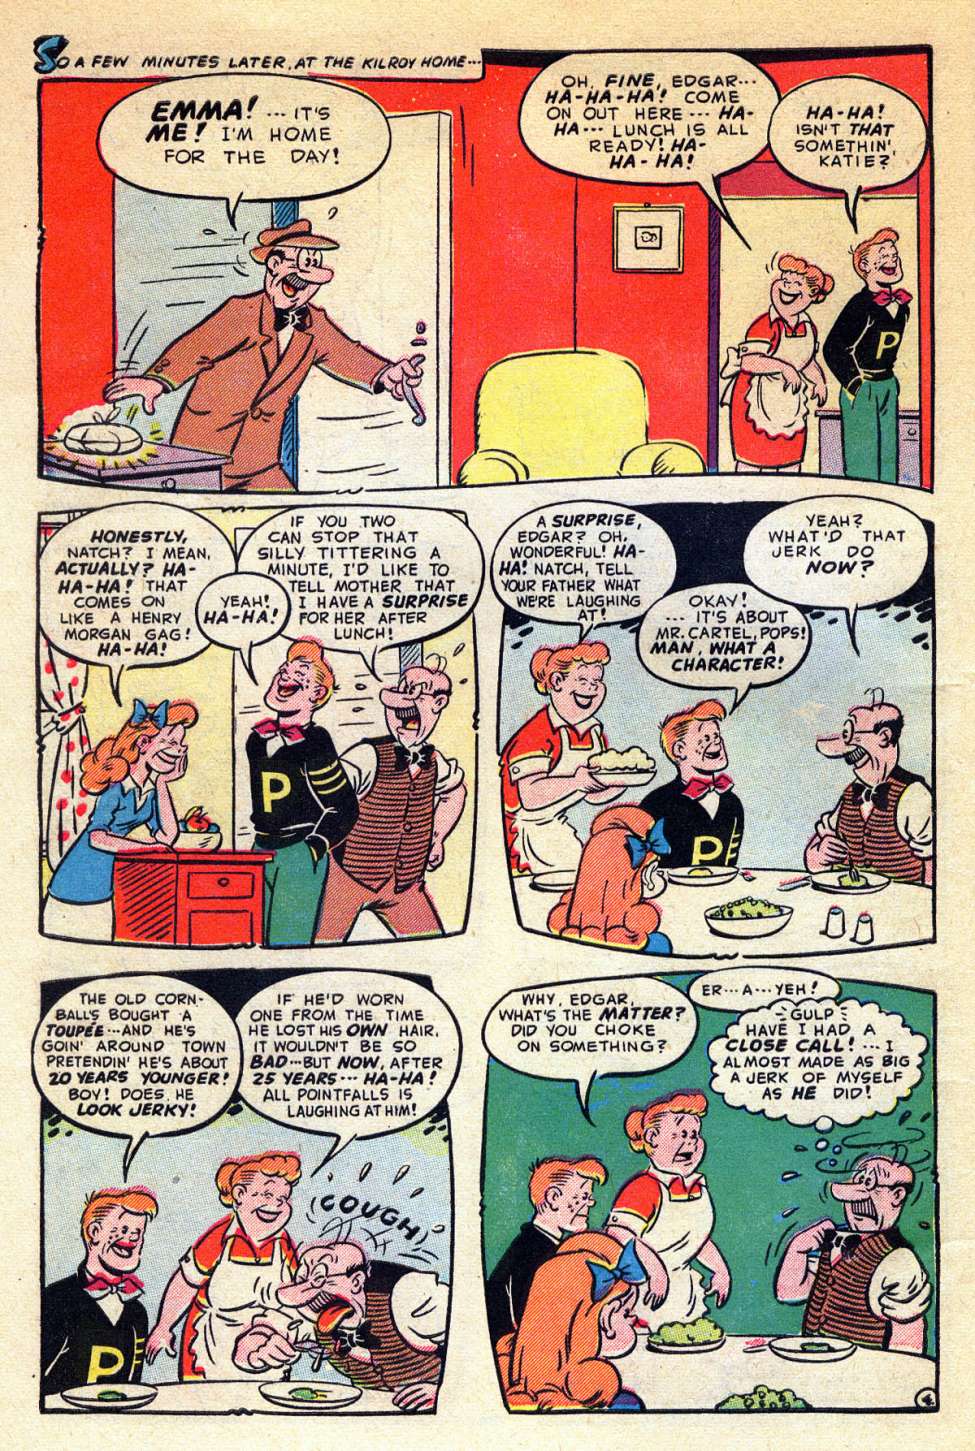 SO A FEW MINUTES LATER, AT THE KILROY HOME---
EMMA! --- IT'S
ME! I'M HOME
FOR THE DAY!
OH, FINE, EDGAR---
HA-HA-HA! COME
ON OUT HERE --- HA-
HA--- LUNCH IS ALL
READY! HA-
HA-HA!
HA-HA!
ISN'T THAT
SOMETHIN',
KATIE?
P
HONESTLY,
NATCH? I MEAN,
ACTUALLY? HA-
HA-HA! THAT
COMES ON
LIKE A HENRY
MORGAN GAG!
HA-HA!
YEAH!
HA-HA!
IF YOU TWO
CAN STOP THAT
SILLY TITTERING A
MINUTE, I'D LIKE TO
TELL MOTHER THAT
I HAVE A SURPRISE
FOR HER AFTER
LUNCH!
P
A SURPRISE,
EDGAR? OH,
WONDERFUL! HA-
HA! NATCH, TELL
YOUR FATHER WHAT
WE'RE LAUGHING
AT!
OKAY!
... IT'S ABOUT
MR. CARTEL, POPS!
MAN, WHAT A
CHARACTER!
YEAH?
WHAT'D THAT
JERK DO
NOW?
P
THE OLD CORN-
BALL'S BOUGHT A
TOUPÉE---AND HE'S
GOIN' AROUND TOWN
PRETENDIN' HE'S ABOUT
20 YEARS YOUNGER!
BOY! DOES HE
LOOK JERKY!
IF HE'D WORN
ONE FROM THE TIME
HE LOST HIS OWN HAIR,
IT WOULDN'T BE SO
BAD---BUT NOW, AFTER
25 YEARS--- HA-HA!
ALL POINTFALLS IS
LAUGHING AT HIM!
COUGH
P
WHY, EDGAR,
WHAT'S THE MATTER?
DID YOU CHOKE
ON SOMETHING?
ER---A---YEH!
GULP
HAVE I HAD A
CLOSE CALL! --- I
ALMOST MADE AS BIG
A JERK OF MYSELF
AS HE DID!
4